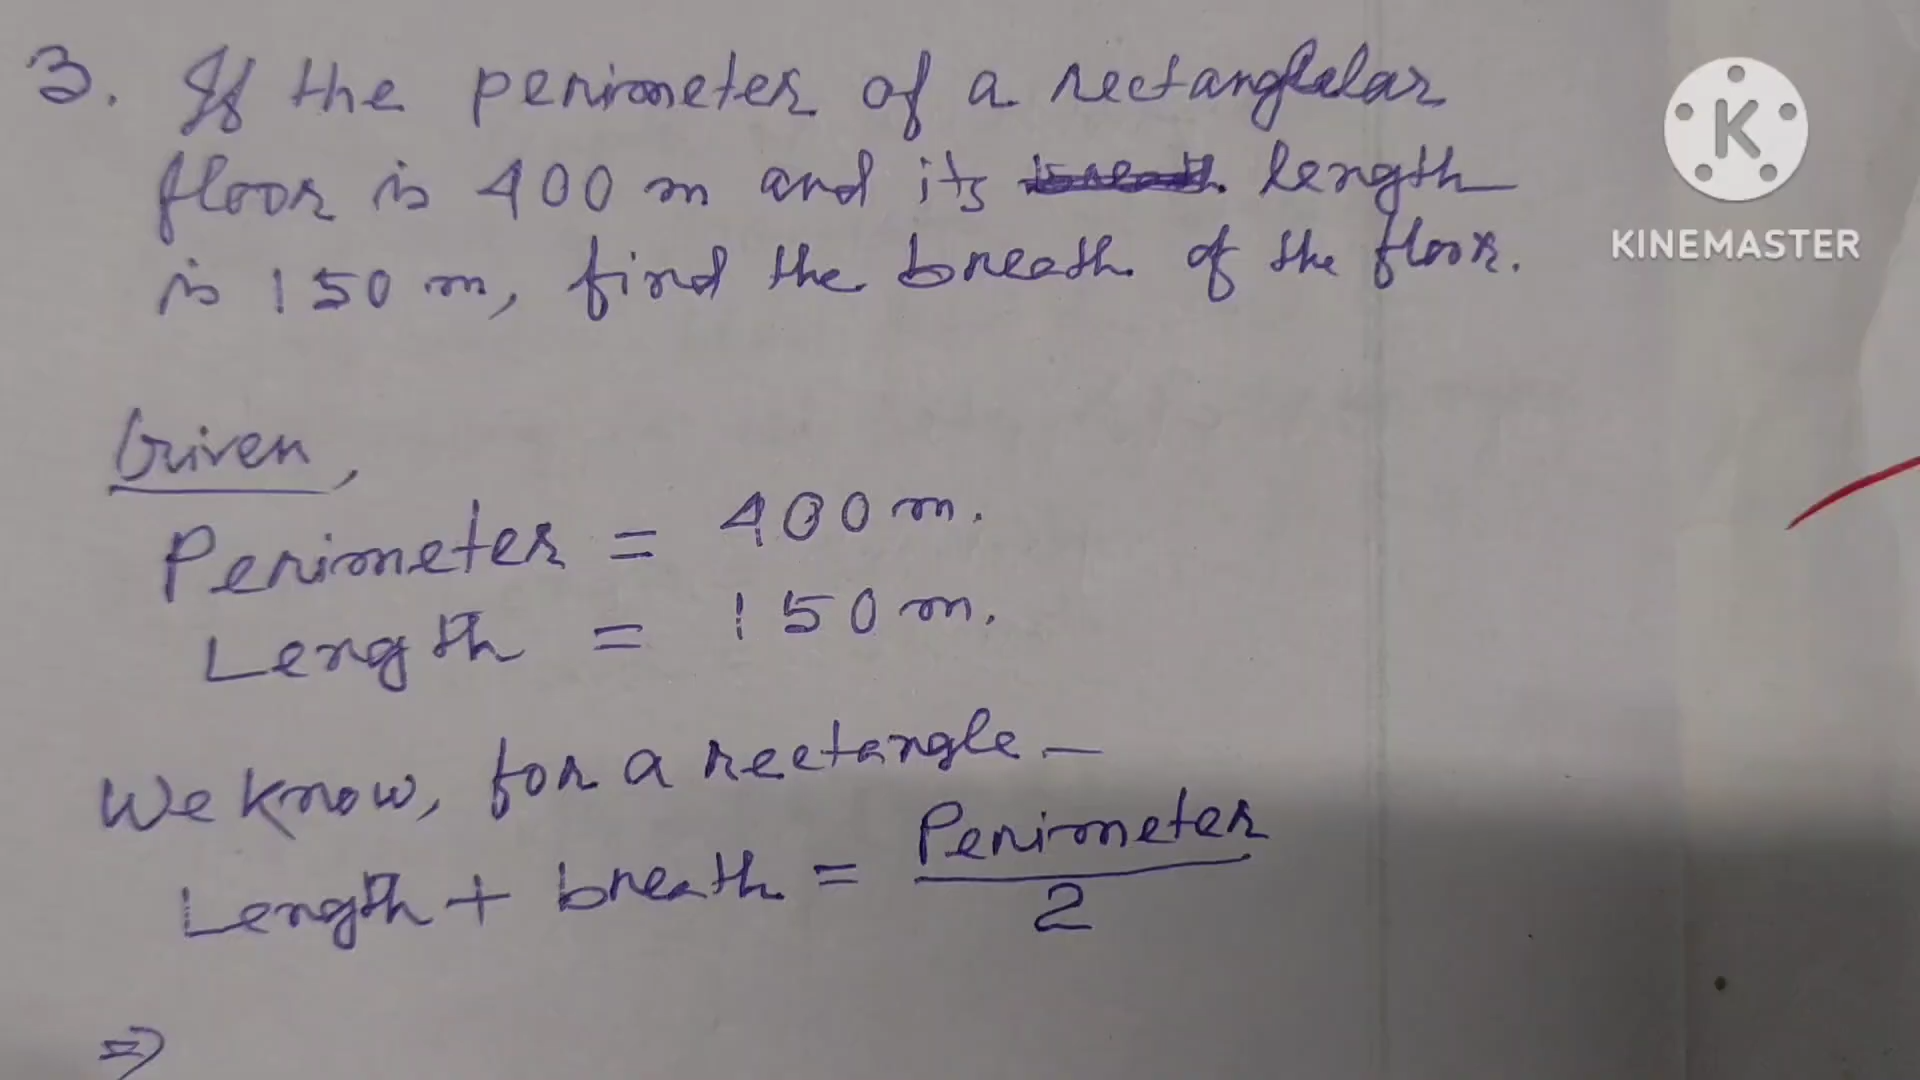 3. If the perimeter of a rectanglular
floor is 400 m and its length
is 150 m, find the breath of the floor.
Given,
Perimeter = 400 m.
Length = 150 m.
We know, for a rectangle —
Length + breath = Perimeter
2
⇒
K
KINEMASTER